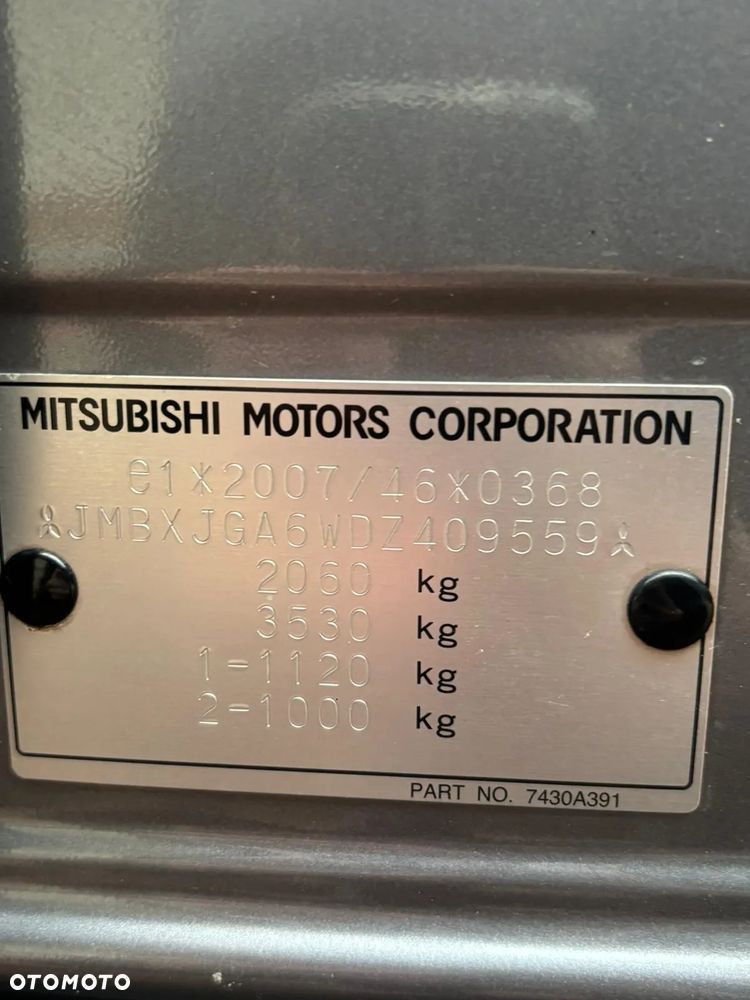 MITSUBISHI MOTORS CORPORATION
e1*2007/46*0368
JMBXJGA6WDZ409559
2060 kg
3530 kg
1-1120 kg
2-1000 kg
PART NO. 7430A391
OTOMOTO